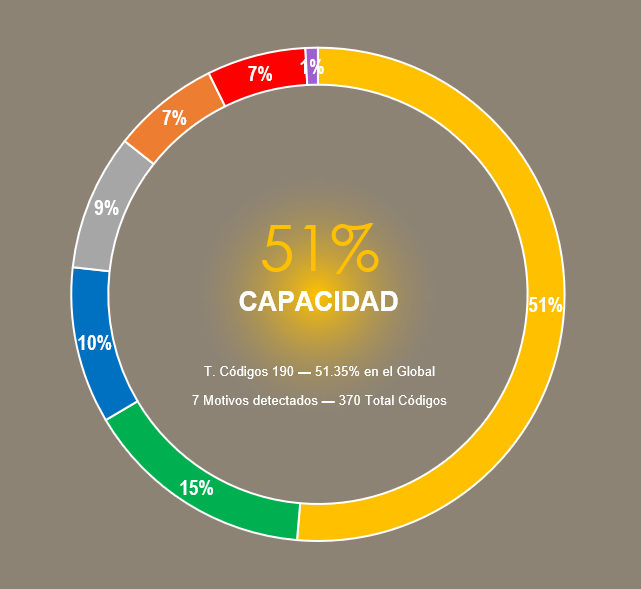 7%
1%
7%
9%
51%
CAPACIDAD
51%
10%
T. Códigos 190 — 51.35% en el Global
7 Motivos detectados — 370 Total Códigos
15%